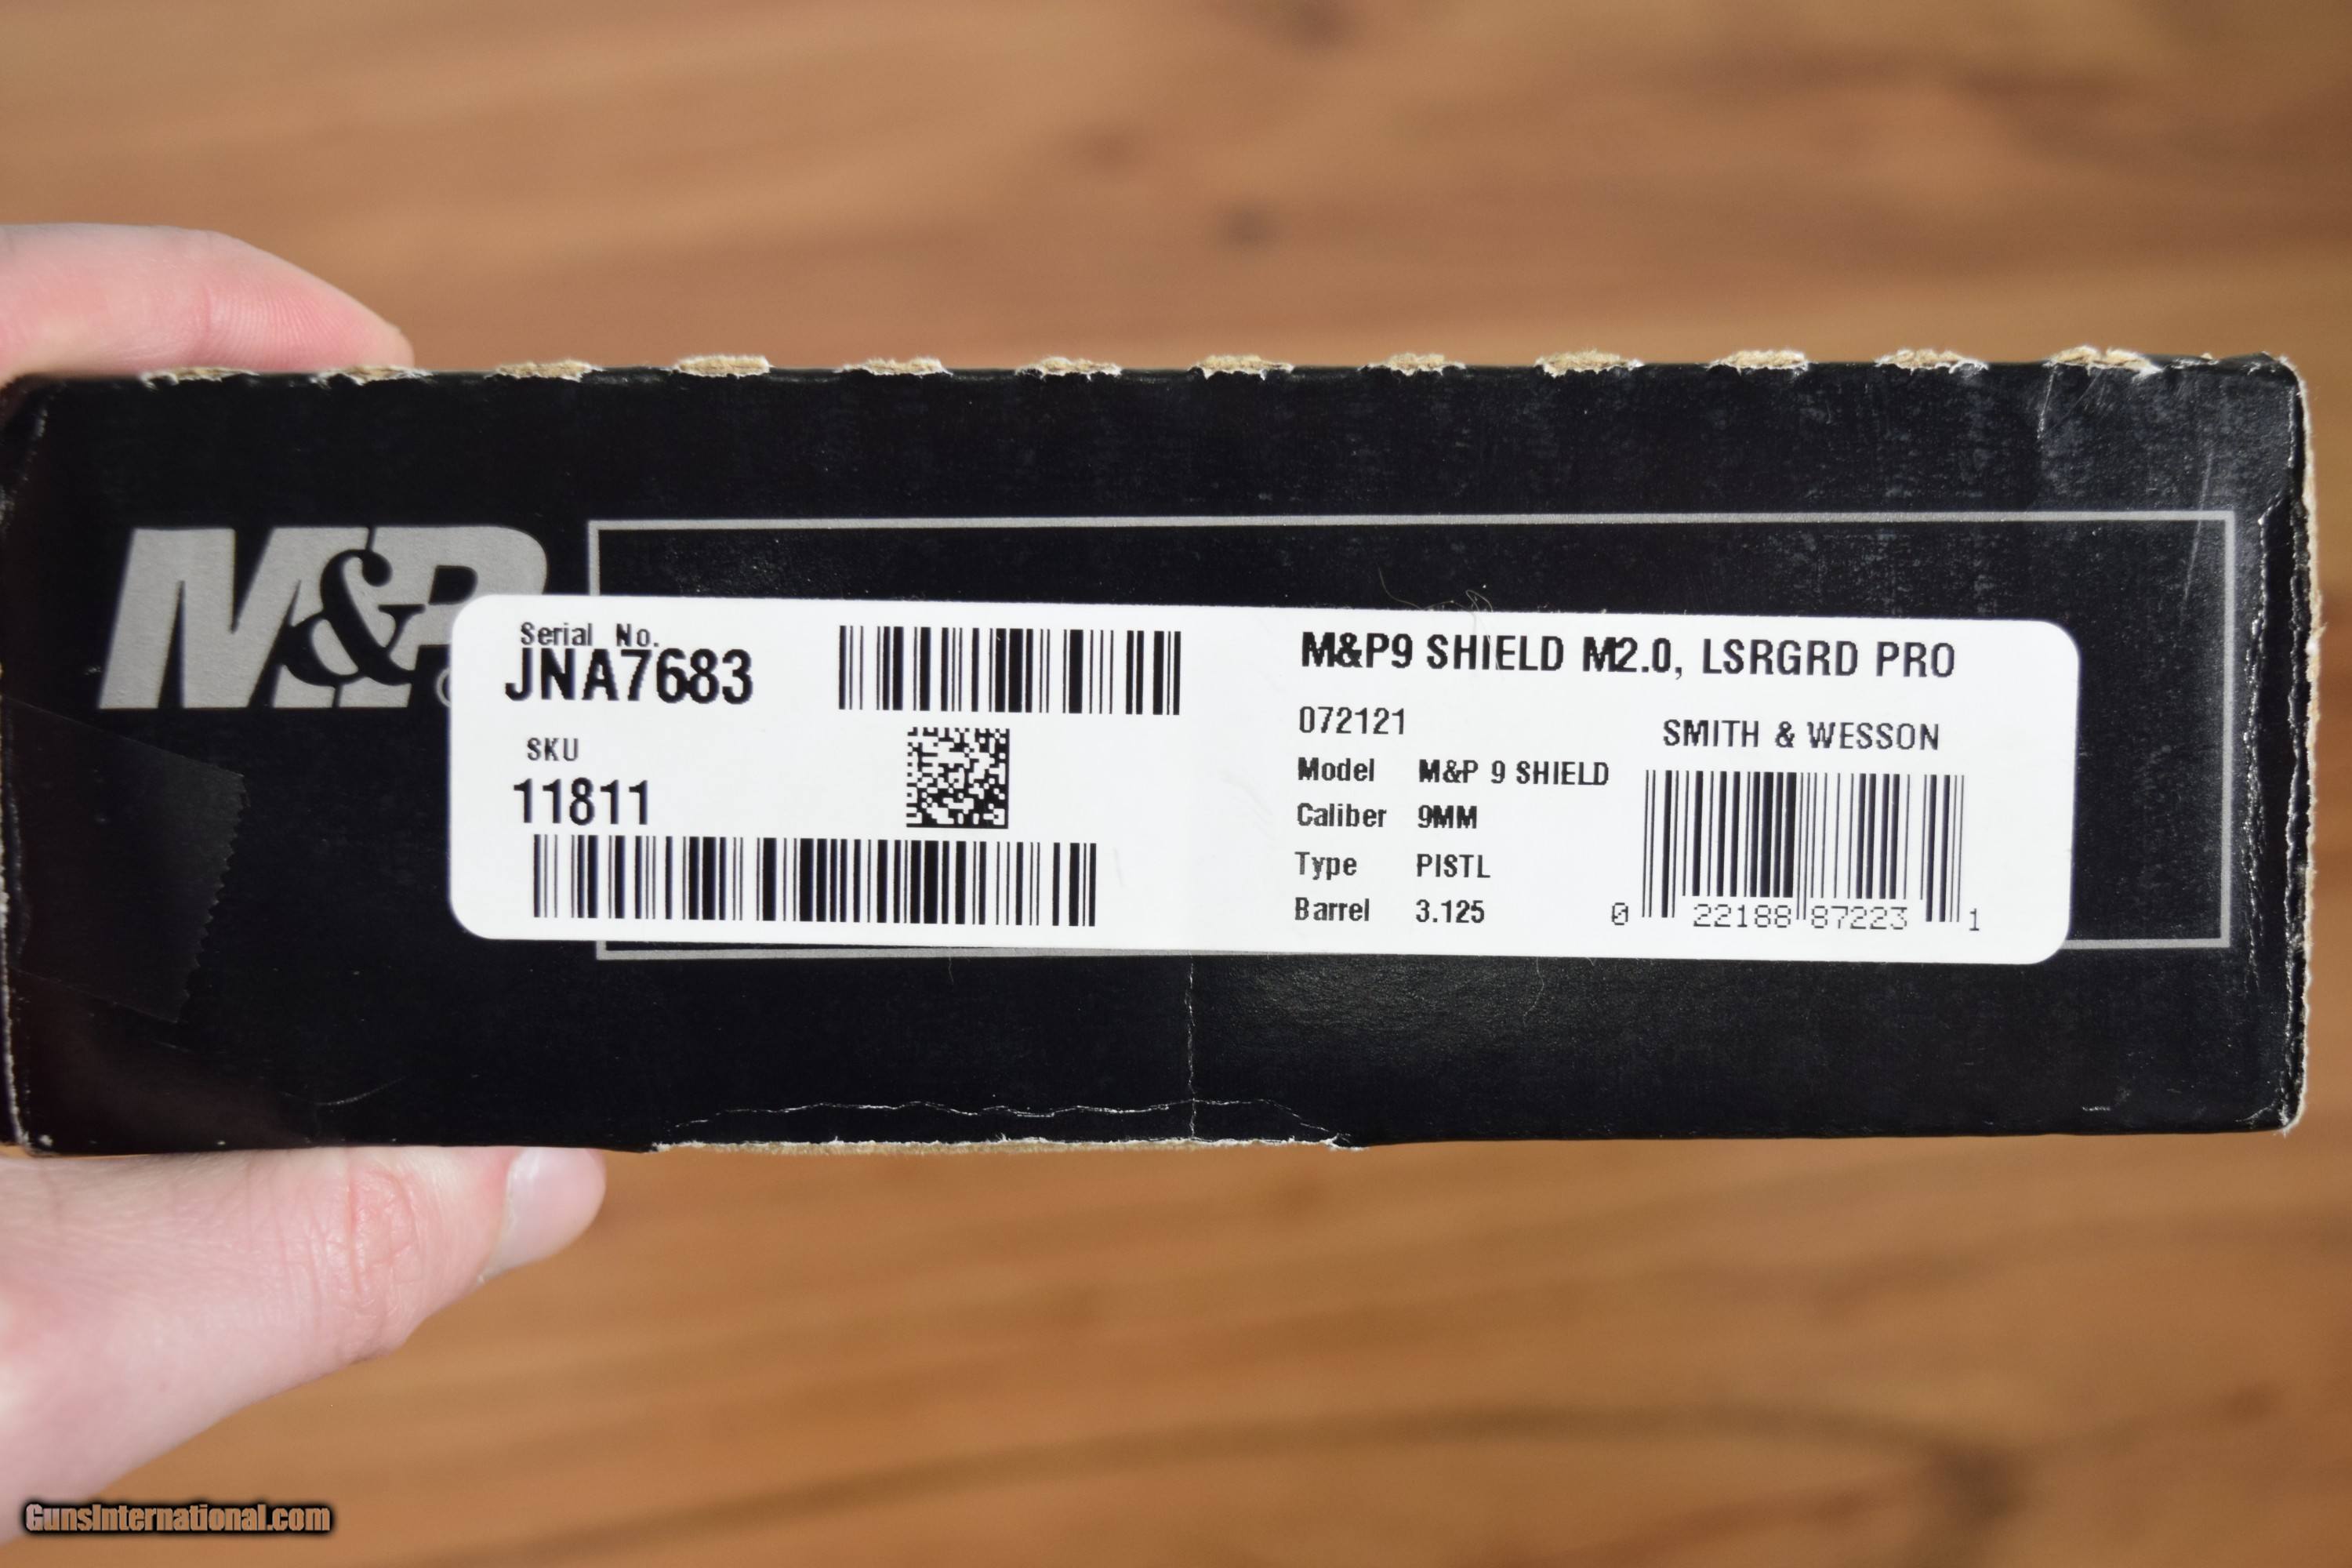 M&P
Serial No.
JNA7683
SKU
11811
M&P9 SHIELD M2.0, LSRGRD PRO
072121
SMITH & WESSON
Model M&P 9 SHIELD
Caliber 9MM
Type PISTL
Barrel 3.125
0 22188 87223 1
GunsInternational.com